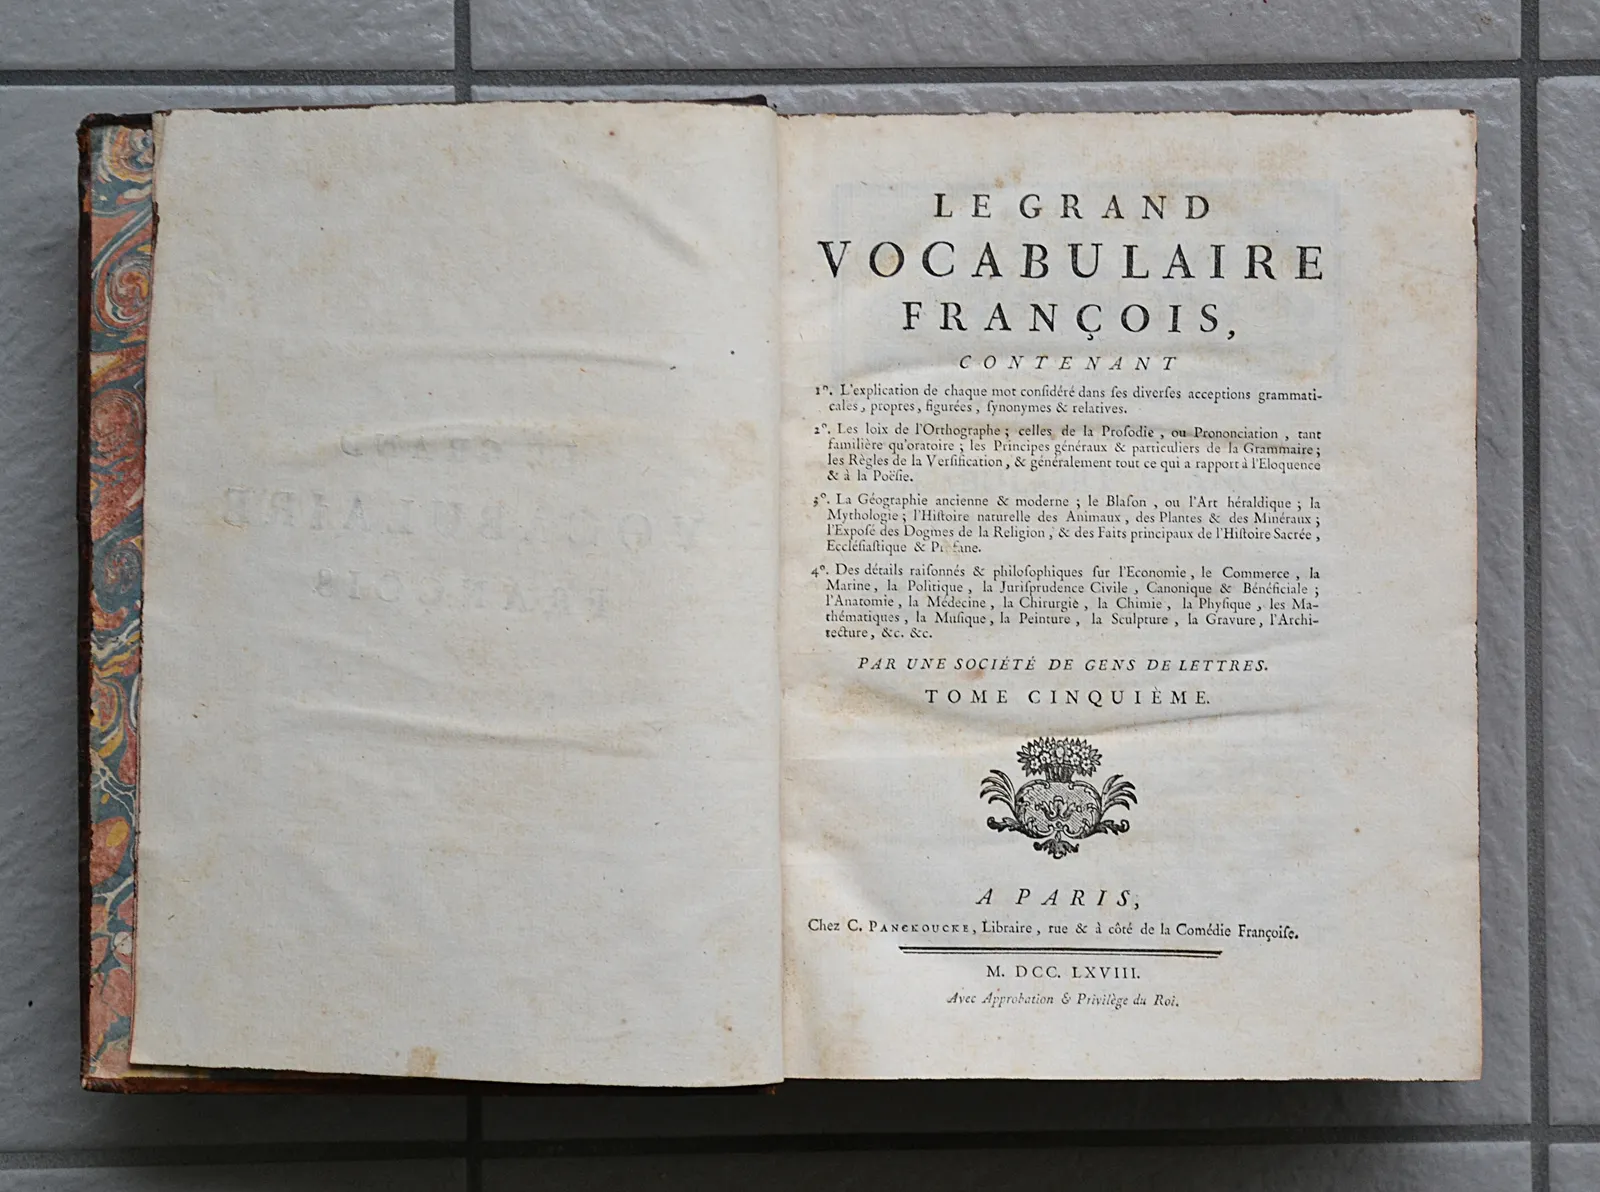 LE GRAND
VOCABULAIRE
FRANÇOIS,
CONTENANT
1°. L'explication de chaque mot conſidéré dans ſes diverſes acceptions grammati-
cales, propres, figurées, ſynonymes & relatives.
2°. Les loix de l'Orthographe; celles de la Proſodie, ou Prononciation, tant
familière qu'oratoire; les Principes généraux & particuliers de la Grammaire;
les Règles de la Verſification, & généralement tout ce qui a rapport à l'Eloquence
& à la Poëſie.
3°. La Géographie ancienne & moderne; le Blaſon, ou l'Art héraldique; la
Mythologie; l'Hiſtoire naturelle des Animaux, des Plantes & des Minéraux;
l'Expoſé des Dogmes de la Religion, & des Faits principaux de l'Hiſtoire Sacrée,
Eccléſiaſtique & Profane.
4°. Des détails raiſonnés & philoſophiques ſur l'Economie, le Commerce, la
Marine, la Politique, la Juriſprudence Civile, Canonique & Bénéficiale;
l'Anatomie, la Médecine, la Chirurgie, la Chimie, la Phyſique, les Ma-
thématiques, la Muſique, la Peinture, la Sculpture, la Gravure, l'Archi-
tecture, &c. &c.
PAR UNE SOCIÉTÉ DE GENS DE LETTRES.
TOME CINQUIÈME.
A PARIS,
Chez C. PANCKOUCKE, Libraire, rue & à côté de la Comédie Françoiſe.
M. DCC. LXVIII.
Avec Approbation & Privilège du Roi.
LE GRAND
VOCABULAIRE
FRANÇOIS